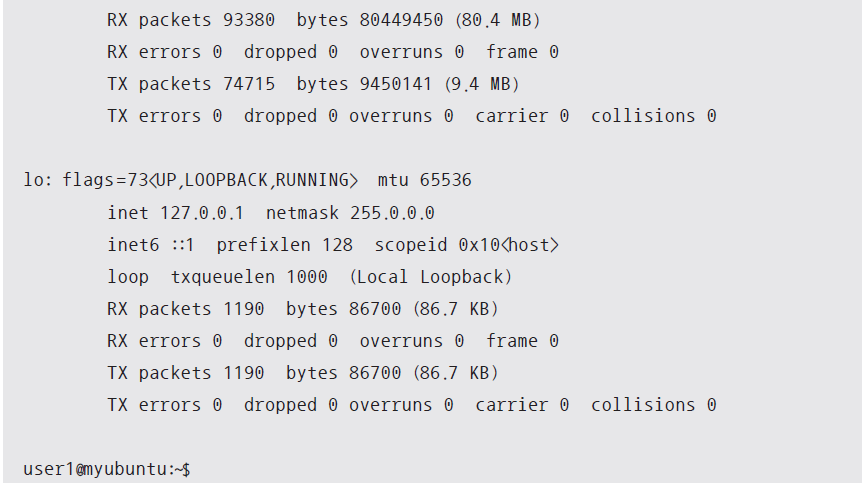 RX packets 93380  bytes 80449450 (80.4 MB)
RX errors 0  dropped 0  overruns 0  frame 0
TX packets 74715  bytes 9450141 (9.4 MB)
TX errors 0  dropped 0 overruns 0  carrier 0  collisions 0
lo: flags=73<UP,LOOPBACK,RUNNING>  mtu 65536
inet 127.0.0.1  netmask 255.0.0.0
inet6 ::1  prefixlen 128  scopeid 0x10<host>
loop  txqueuelen 1000  (Local Loopback)
RX packets 1190  bytes 86700 (86.7 KB)
RX errors 0  dropped 0  overruns 0  frame 0
TX packets 1190  bytes 86700 (86.7 KB)
TX errors 0  dropped 0 overruns 0  carrier 0  collisions 0
user1@myubuntu:~$